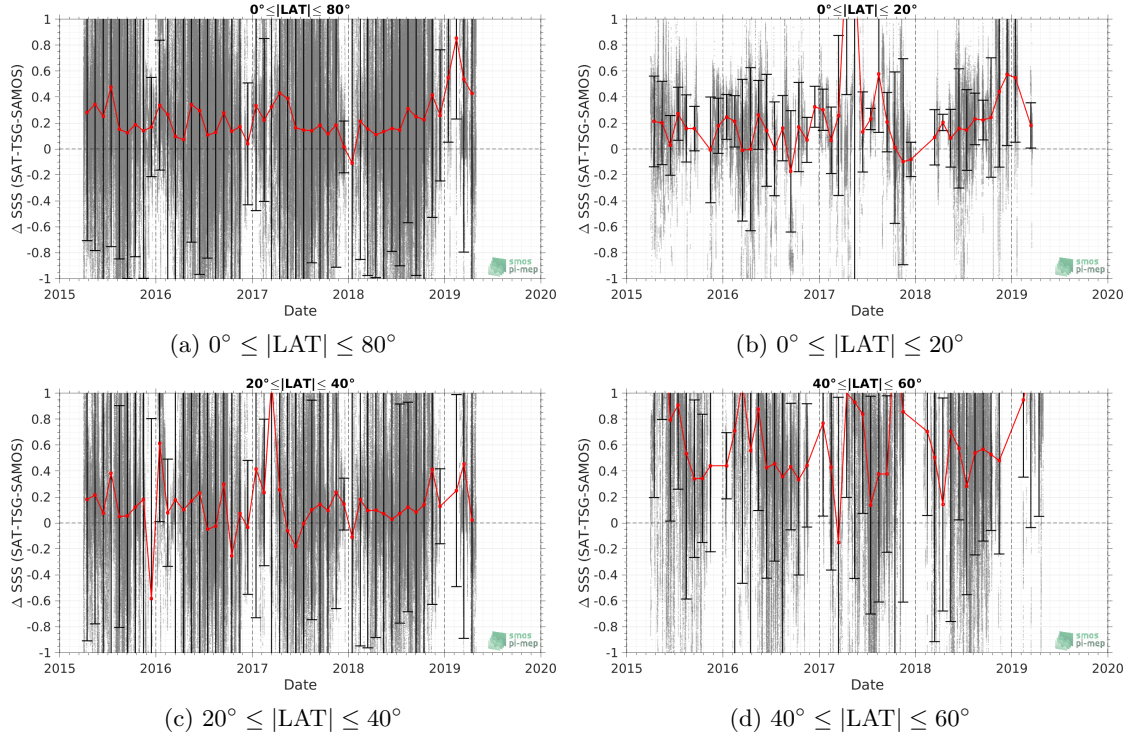 0°≤|LAT|≤ 80°
Δ SSS (SAT-TSG-SAMOS)
1
0.8
0.6
0.4
0.2
0
-0.2
-0.4
-0.6
-0.8
-1
2015 2016 2017 2018 2019 2020
Date
smos
pi-mep
(a) 0° ≤ |LAT| ≤ 80°
0°≤|LAT|≤ 20°
Δ SSS (SAT-TSG-SAMOS)
1
0.8
0.6
0.4
0.2
0
-0.2
-0.4
-0.6
-0.8
-1
2015 2016 2017 2018 2019 2020
Date
smos
pi-mep
(b) 0° ≤ |LAT| ≤ 20°
20°≤|LAT|≤ 40°
Δ SSS (SAT-TSG-SAMOS)
1
0.8
0.6
0.4
0.2
0
-0.2
-0.4
-0.6
-0.8
-1
2015 2016 2017 2018 2019 2020
Date
smos
pi-mep
(c) 20° ≤ |LAT| ≤ 40°
40°≤|LAT|≤ 60°
Δ SSS (SAT-TSG-SAMOS)
1
0.8
0.6
0.4
0.2
0
-0.2
-0.4
-0.6
-0.8
-1
2015 2016 2017 2018 2019 2020
Date
smos
pi-mep
(d) 40° ≤ |LAT| ≤ 60°